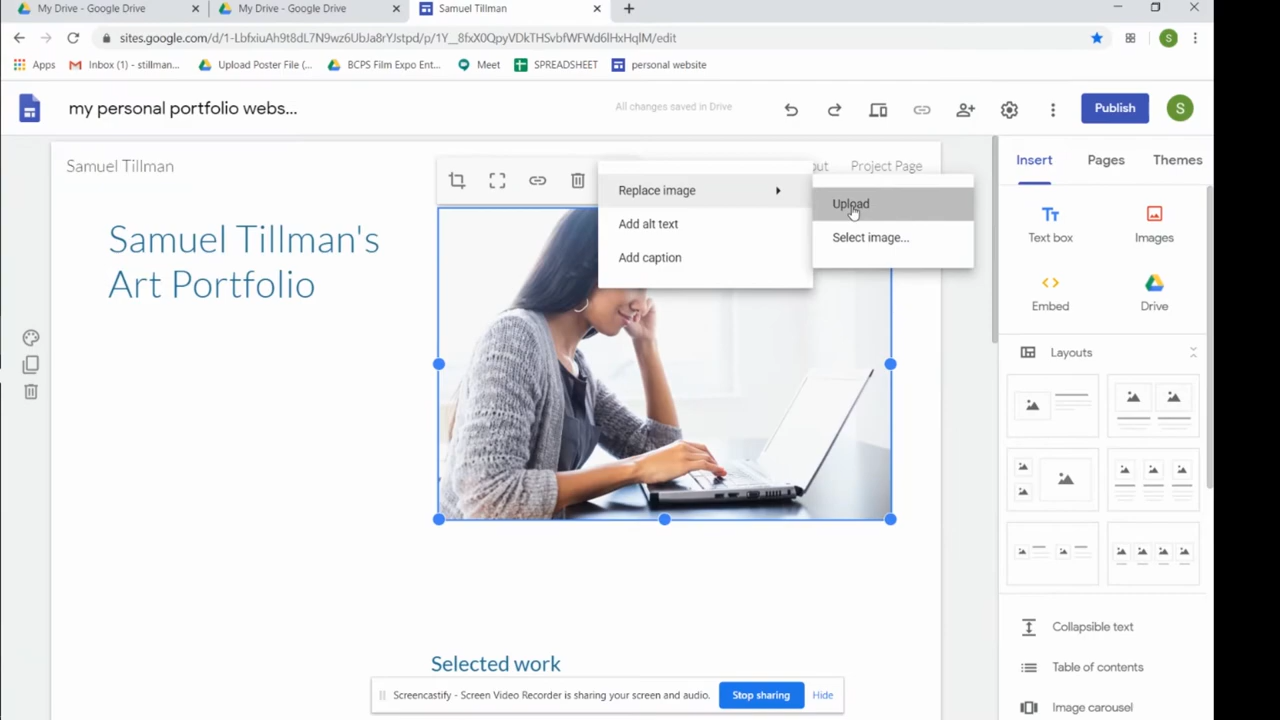 My Drive - Google Drive
My Drive - Google Drive
Samuel Tillman
sites.google.com/d/1-LbfxiuAh9t8dL7N9wz6UbJa8rYJstpd/p/1Y__8fxX0QpyVDkTHSvbfWFWd6lHxHqlM/edit
S
Apps
Inbox (1) - stillman...
Upload Poster File (...
BCPS Film Expo Ent...
Meet
SPREADSHEET
personal website
my personal portfolio webs...
All changes saved in Drive
Publish
S
Samuel Tillman
out
Project Page
Insert
Pages
Themes
Replace image
Upload
Add alt text
Select image...
Add caption
Samuel Tillman's
Art Portfolio
Tт
Text box
Images
Embed
Drive
Layouts
Collapsible text
Selected work
Table of contents
Screencastify - Screen Video Recorder is sharing your screen and audio.
Stop sharing
Hide
Image carousel